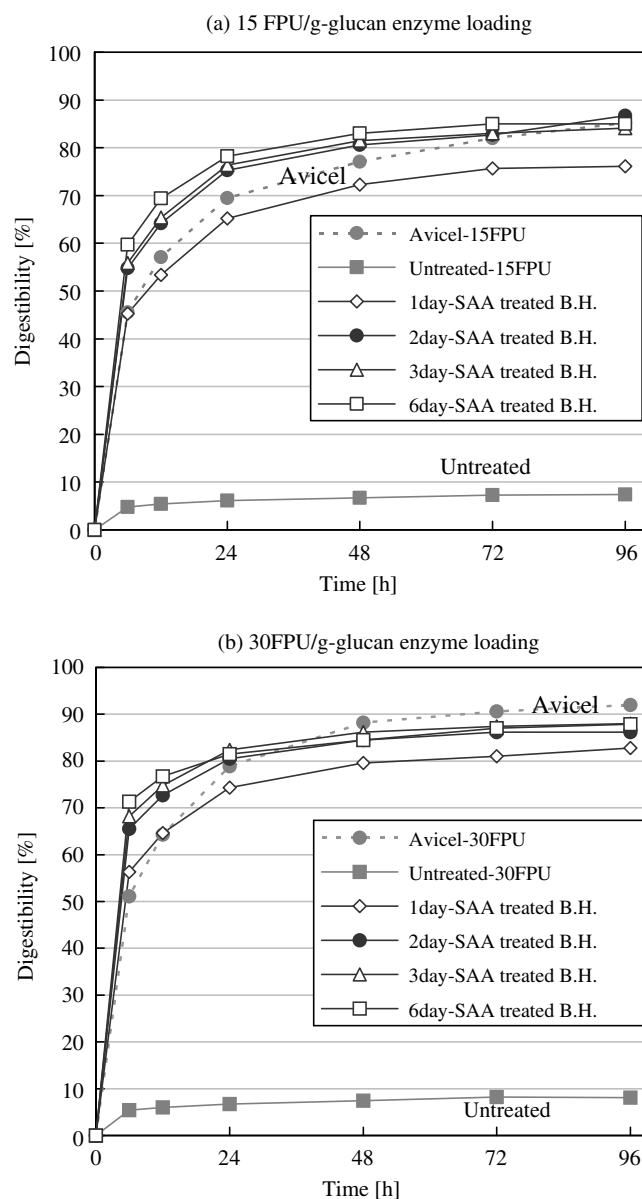 (a) 15 FPU/g-glucan enzyme loading
100
90
80
70
60
50
40
30
20
10
0
Digestibility [%]
Avicel
Avicel-15FPU
Untreated-15FPU
1day-SAA treated B.H.
2day-SAA treated B.H.
3day-SAA treated B.H.
6day-SAA treated B.H.
Untreated
0 24 48 72 96
Time [h]
(b) 30FPU/g-glucan enzyme loading
100
90
80
70
60
50
40
30
20
10
0
Digestibility [%]
Avicel
Avicel-30FPU
Untreated-30FPU
1day-SAA treated B.H.
2day-SAA treated B.H.
3day-SAA treated B.H.
6day-SAA treated B.H.
Untreated
0 24 48 72 96
Time [h]